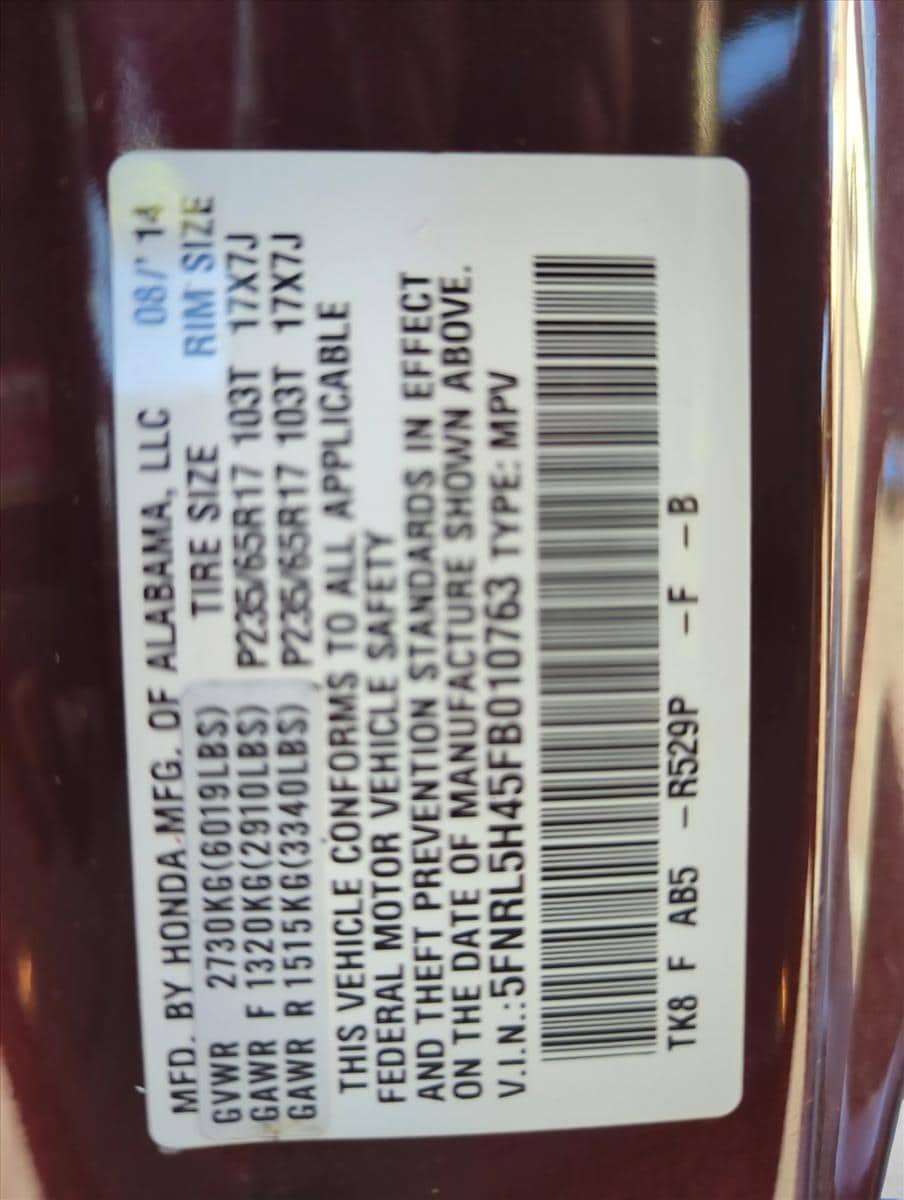 MFD. BY HONDA MFG. OF ALABAMA, LLC 08/' 14
TIRE SIZE RIM SIZE
GVWR 2730KG(6019LBS)
GAWR F 1320KG(2910LBS) P235/65R17 103T 17X7J
GAWR R 1515KG(3340LBS) P235/65R17 103T 17X7J
THIS VEHICLE CONFORMS TO ALL APPLICABLE
FEDERAL MOTOR VEHICLE SAFETY
AND THEFT PREVENTION STANDARDS IN EFFECT
ON THE DATE OF MANUFACTURE SHOWN ABOVE.
V.I.N.:5FNRL5H45FB010763 TYPE: MPV
TK8 F AB5 -R529P -F -B